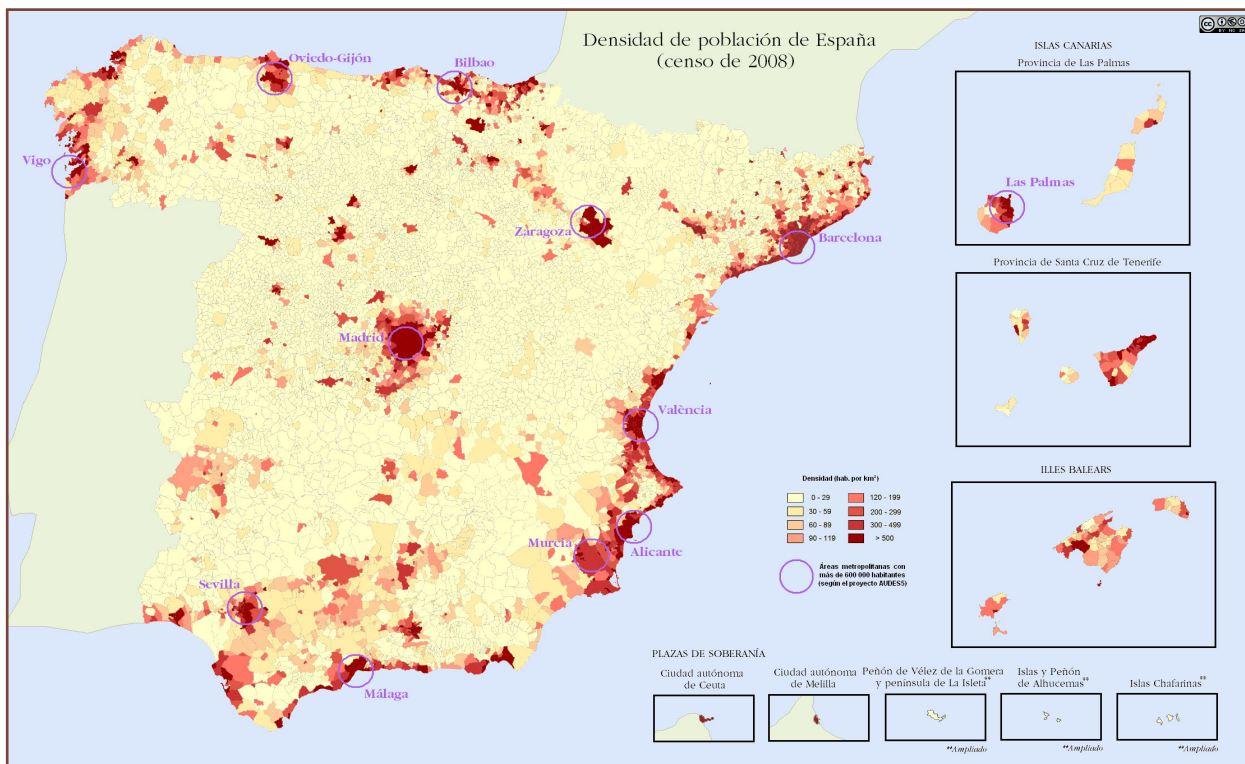 Densidad de población de España
(censo de 2008)
Oviedo-Gijón
Bilbao
Vigo
Zaragoza
Barcelona
Madrid
València
Murcia
Alicante
Sevilla
Málaga
ISLAS CANARIAS
Provincia de Las Palmas
Las Palmas
Provincia de Santa Cruz de Tenerife
ILLES BALEARS
Densidad (hab. por km²)
0 - 29
30 - 59
60 - 89
90 - 119
120 - 199
200 - 299
300 - 499
> 500
Áreas metropolitanas con
más de 600 000 habitantes
(según el proyecto AUDES5)
PLAZAS DE SOBERANÍA
Ciudad autónoma
de Ceuta
Ciudad autónoma
de Melilla
Peñón de Vélez de la Gomera
y península de La Isleta**
**Ampliado
Islas y Peñón
de Alhucemas**
**Ampliado
Islas Chafarinas**
**Ampliado